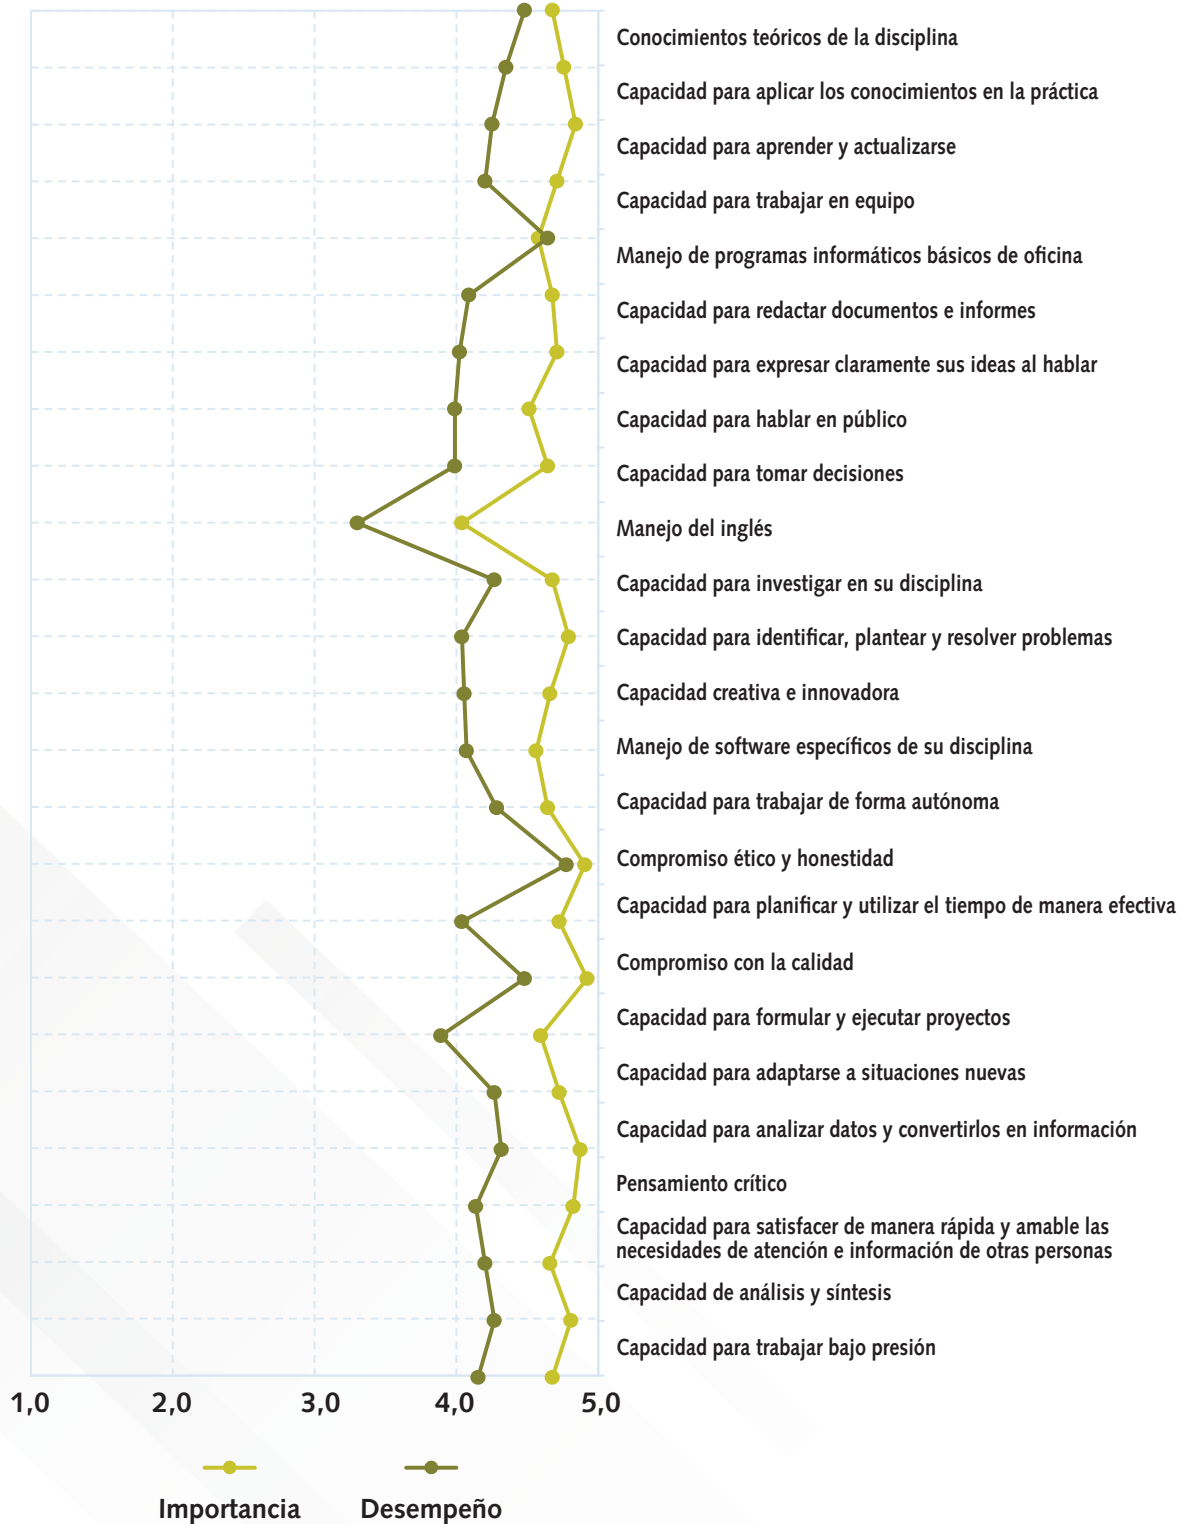 Conocimientos teóricos de la disciplina
Capacidad para aplicar los conocimientos en la práctica
Capacidad para aprender y actualizarse
Capacidad para trabajar en equipo
Manejo de programas informáticos básicos de oficina
Capacidad para redactar documentos e informes
Capacidad para expresar claramente sus ideas al hablar
Capacidad para hablar en público
Capacidad para tomar decisiones
Manejo del inglés
Capacidad para investigar en su disciplina
Capacidad para identificar, plantear y resolver problemas
Capacidad creativa e innovadora
Manejo de software específicos de su disciplina
Capacidad para trabajar de forma autónoma
Compromiso ético y honestidad
Capacidad para planificar y utilizar el tiempo de manera efectiva
Compromiso con la calidad
Capacidad para formular y ejecutar proyectos
Capacidad para adaptarse a situaciones nuevas
Capacidad para analizar datos y convertirlos en información
Pensamiento crítico
Capacidad para satisfacer de manera rápida y amable las
necesidades de atención e información de otras personas
Capacidad de análisis y síntesis
Capacidad para trabajar bajo presión
1,0 2,0 3,0 4,0 5,0
Importancia Desempeño